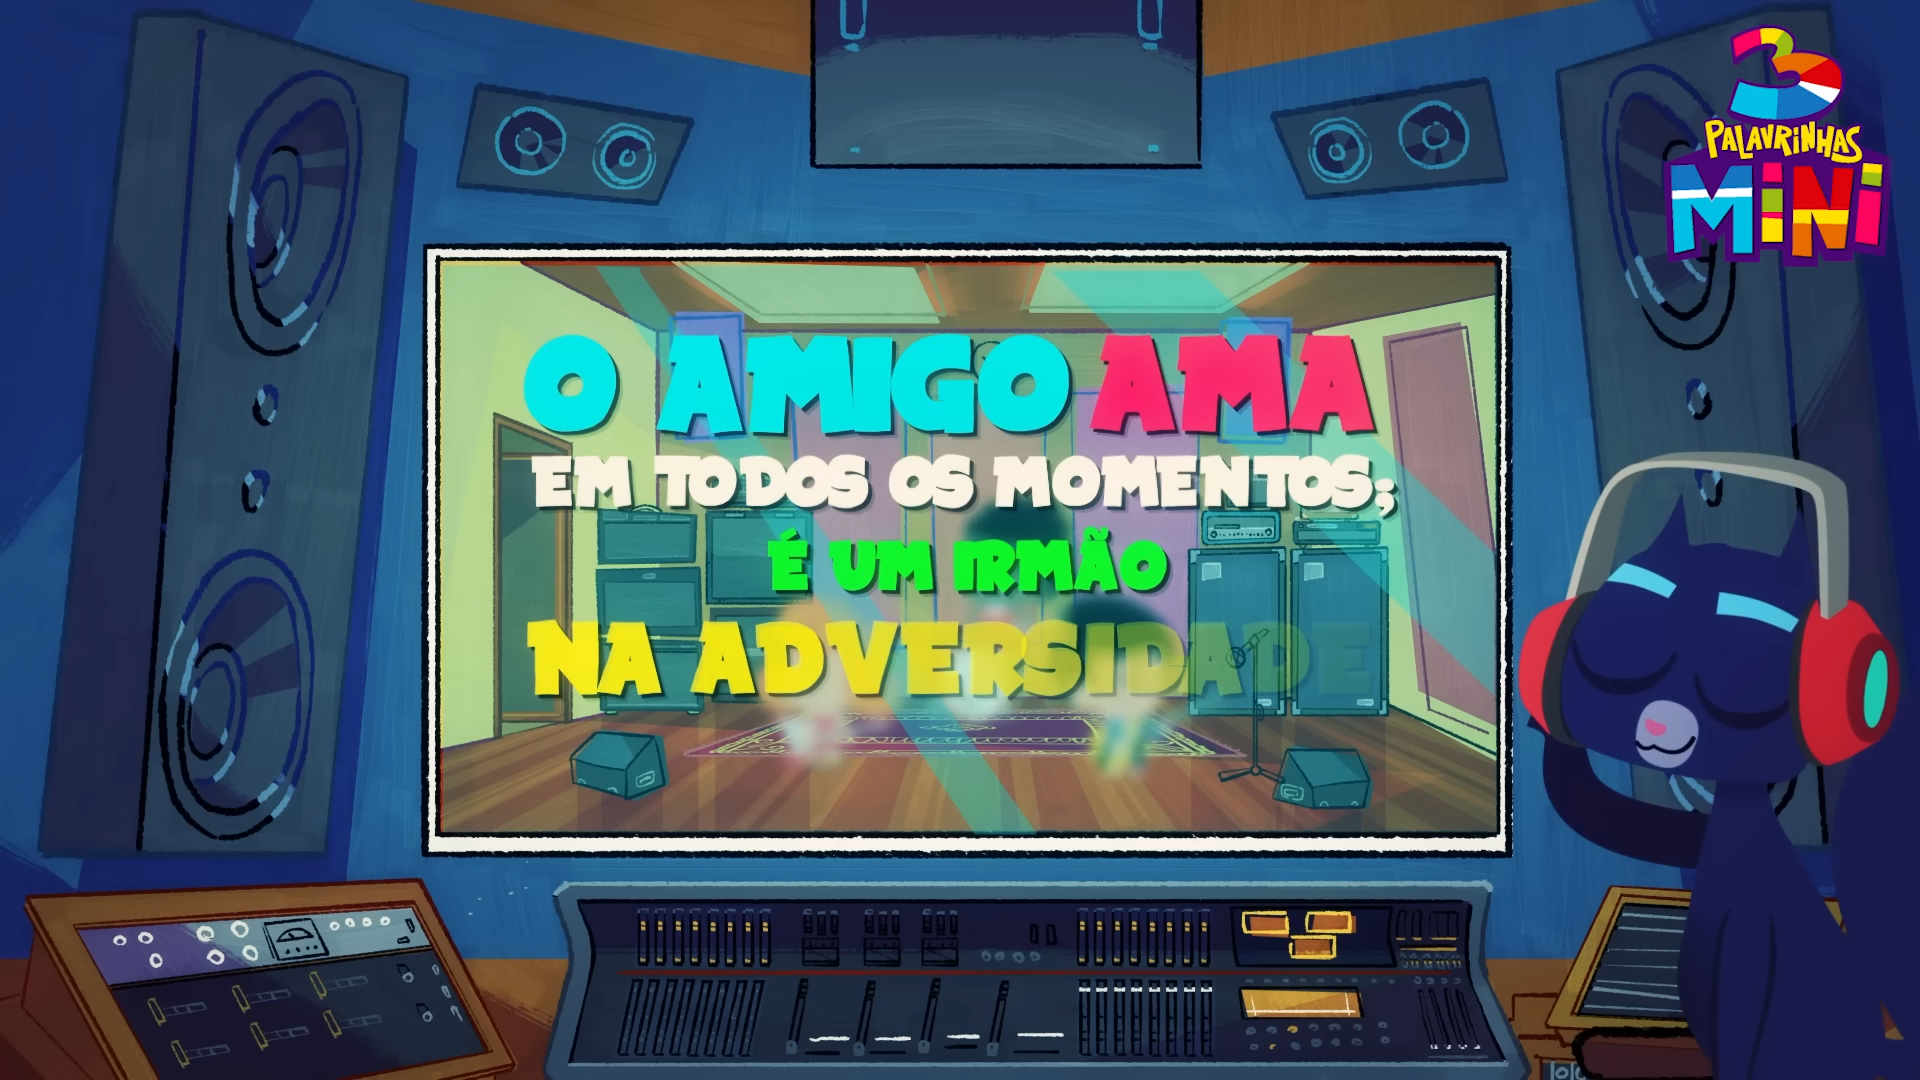 3
PALAVRINHAS
MINI
O AMIGO AMA
EM TODOS OS MOMENTOS;
É UM IRMÃO
NA ADVERSIDADE